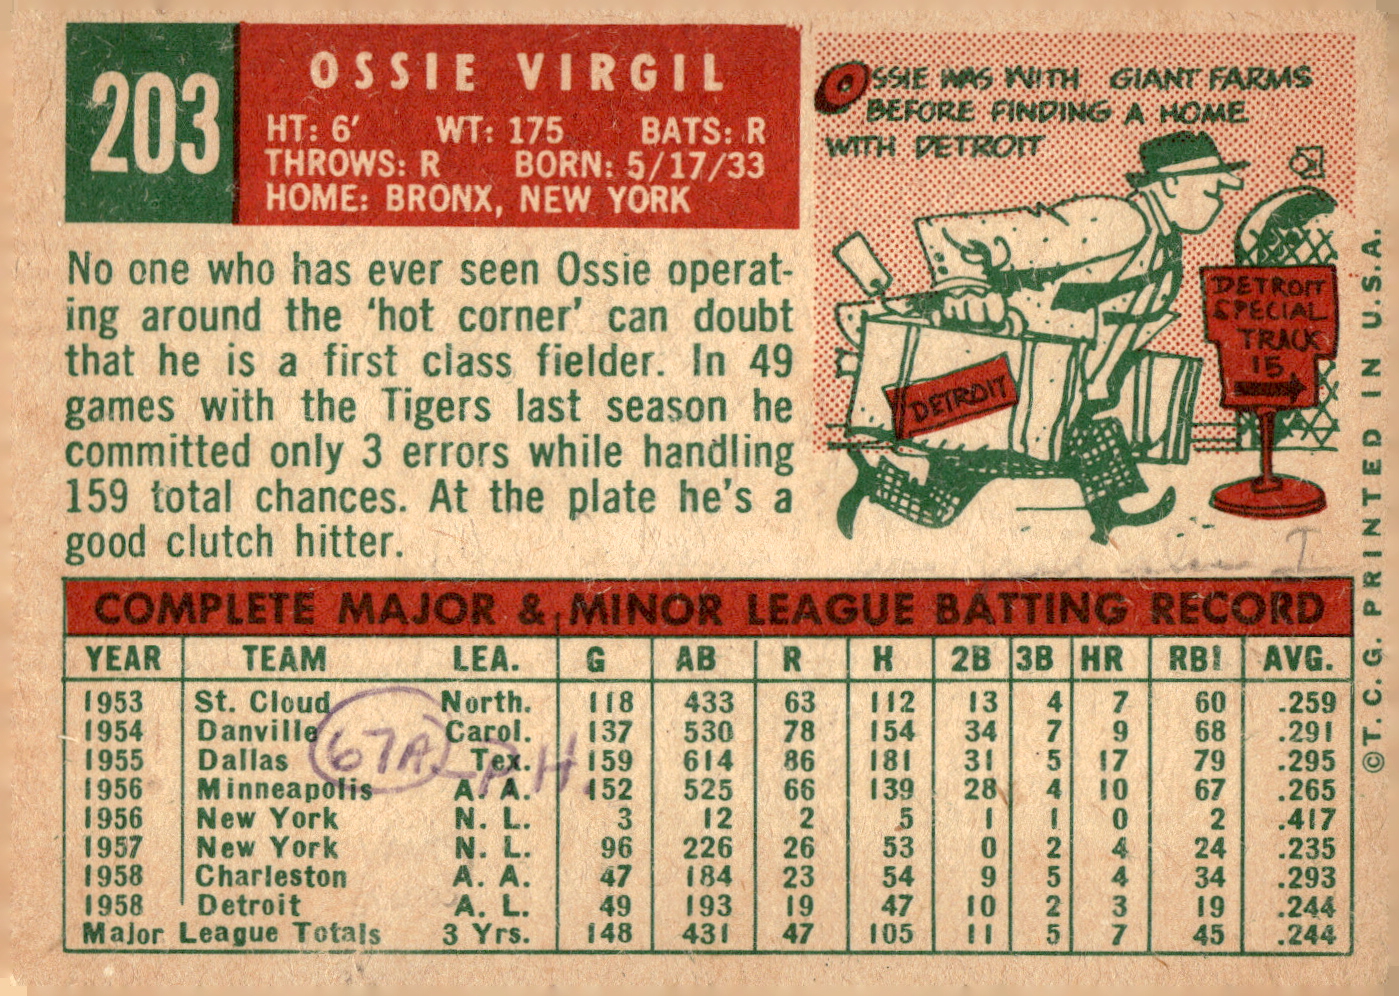 203
OSSIE VIRGIL
HT: 6' WT: 175 BATS: R
THROWS: R BORN: 5/17/33
HOME: BRONX, NEW YORK
OSSIE WAS WITH GIANT FARMS
BEFORE FINDING A HOME
WITH DETROIT
DETROIT
SPECIAL
TRACK
15
DETROIT
No one who has ever seen Ossie operat-
ing around the 'hot corner' can doubt
that he is a first class fielder. In 49
games with the Tigers last season he
committed only 3 errors while handling
159 total chances. At the plate he's a
good clutch hitter.
COMPLETE MAJOR & MINOR LEAGUE BATTING RECORD
YEAR TEAM LEA. G AB R H 2B 3B HR RBI AVG.
1953 St. Cloud North. 118 433 63 112 13 4 7 60 .259
1954 Danville Carol. 137 530 78 154 34 7 9 68 .291
1955 Dallas Tex. 159 614 86 181 31 5 17 79 .295
1956 Minneapolis A. A. 152 525 66 139 28 4 10 67 .265
1956 New York N. L. 3 12 2 5 1 1 0 2 .417
1957 New York N. L. 96 226 26 53 0 2 4 24 .235
1958 Charleston A. A. 47 184 23 54 9 5 4 34 .293
1958 Detroit A. L. 49 193 19 47 10 2 3 19 .244
Major League Totals 3 Yrs. 148 431 47 105 11 5 7 45 .244
67A P.H.
©T. C. G. PRINTED IN U.S.A.